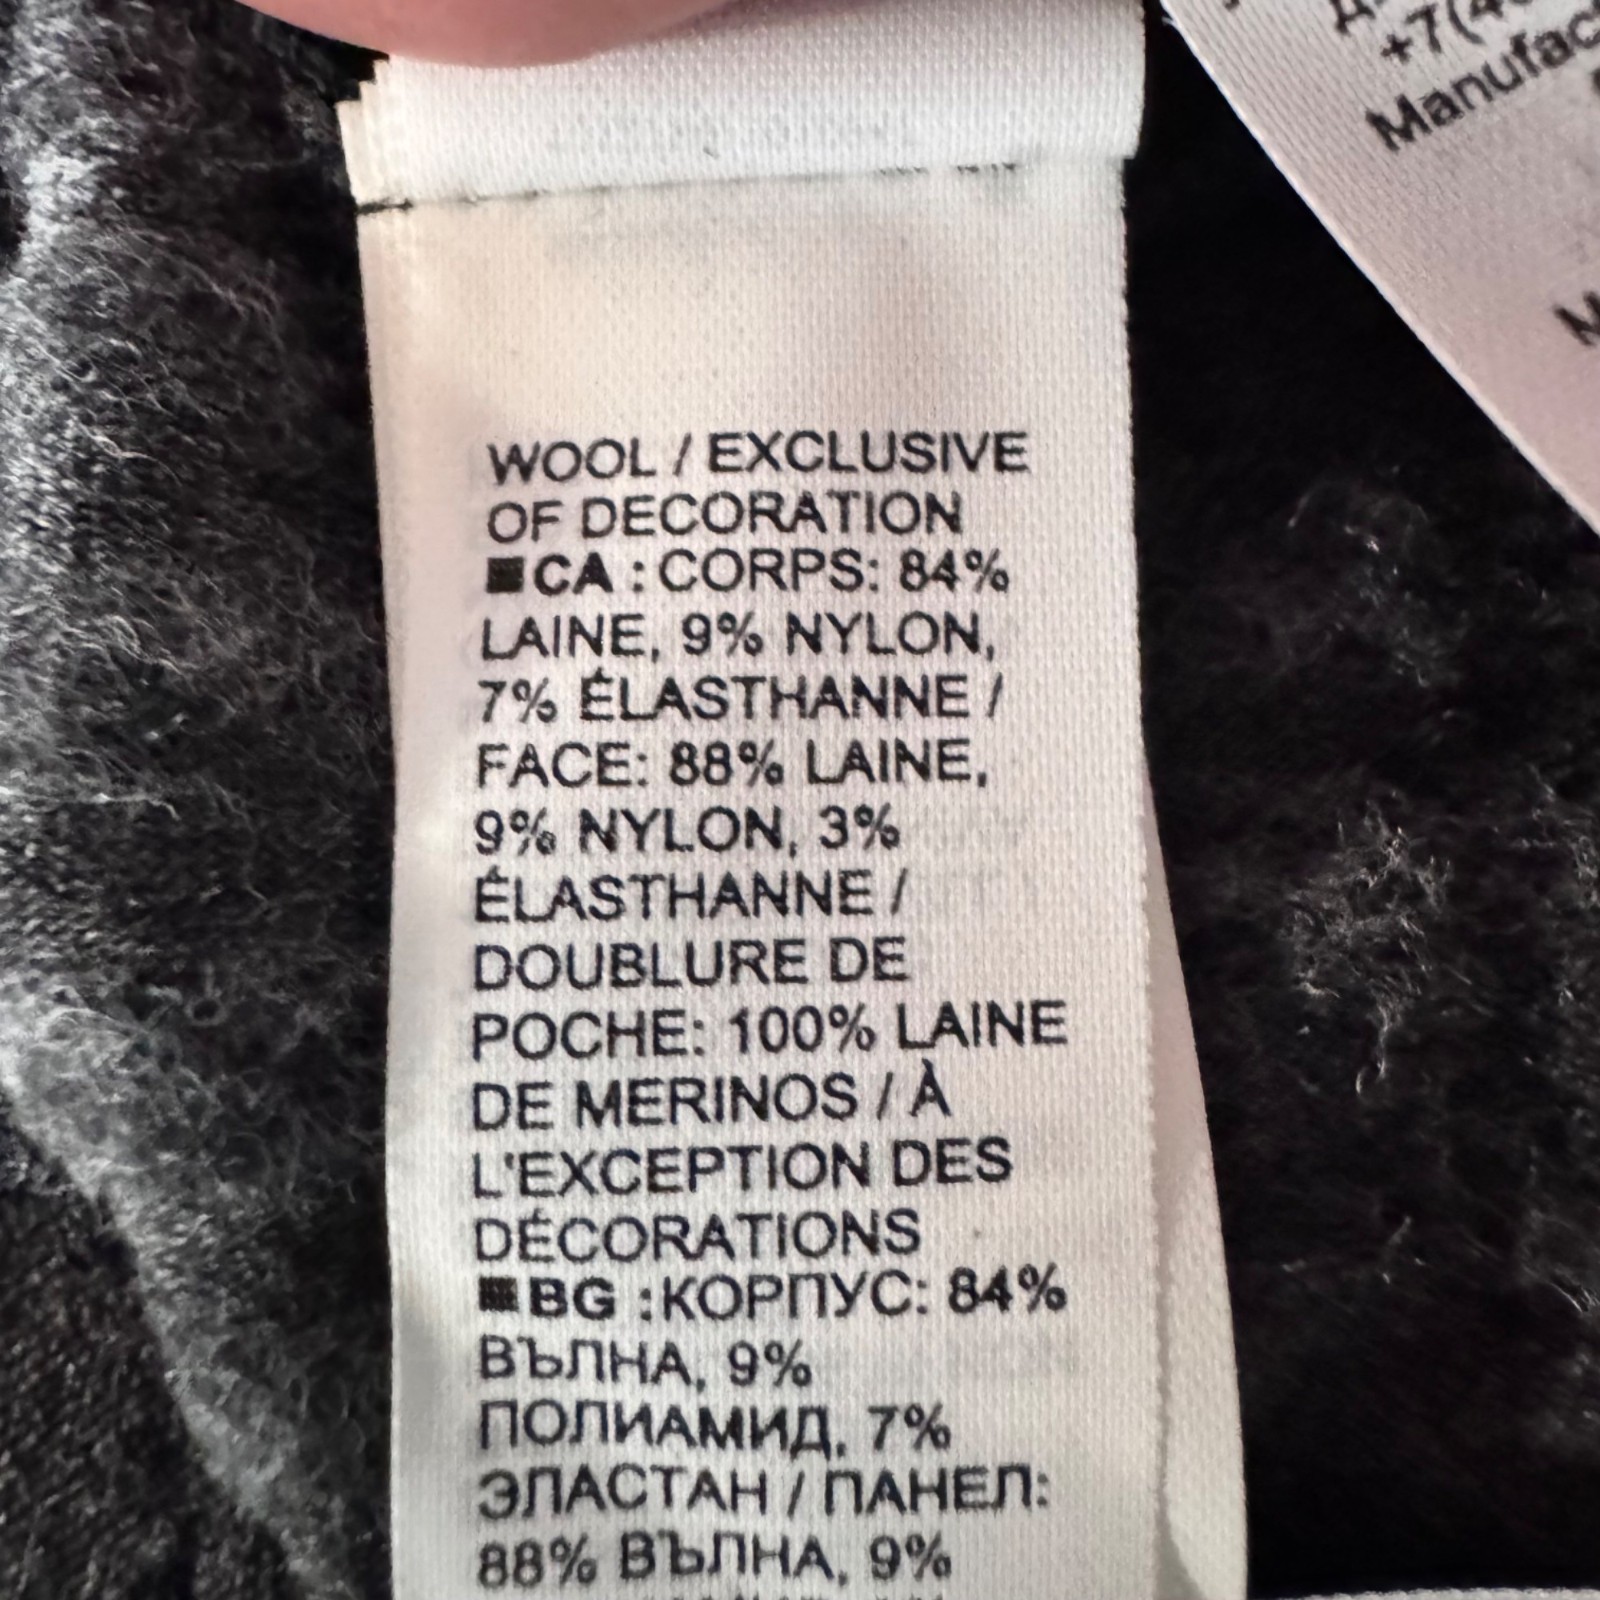 WOOL / EXCLUSIVE
OF DECORATION
■CA : CORPS: 84%
LAINE, 9% NYLON,
7% ÉLASTHANNE /
FACE: 88% LAINE,
9% NYLON, 3%
ÉLASTHANNE /
DOUBLURE DE
POCHE: 100% LAINE
DE MERINOS / À
L'EXCEPTION DES
DÉCORATIONS
■BG :КОРПУС: 84%
ВЪЛНА, 9%
ПОЛИАМИД, 7%
ЭЛАСТАН / ПАНЕЛ:
88% ВЪЛНА, 9%